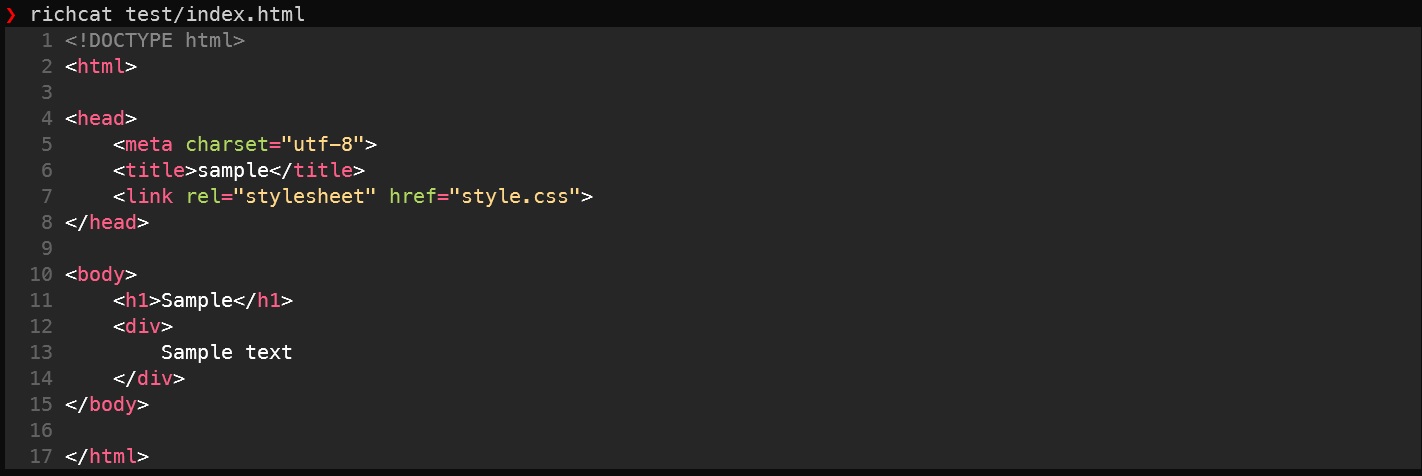 ❯ richcat test/index.html
1 <!DOCTYPE html>
2 <html>
3
4 <head>
5     <meta charset="utf-8">
6     <title>sample</title>
7     <link rel="stylesheet" href="style.css">
8 </head>
9
10 <body>
11     <h1>Sample</h1>
12     <div>
13         Sample text
14     </div>
15 </body>
16
17 </html>